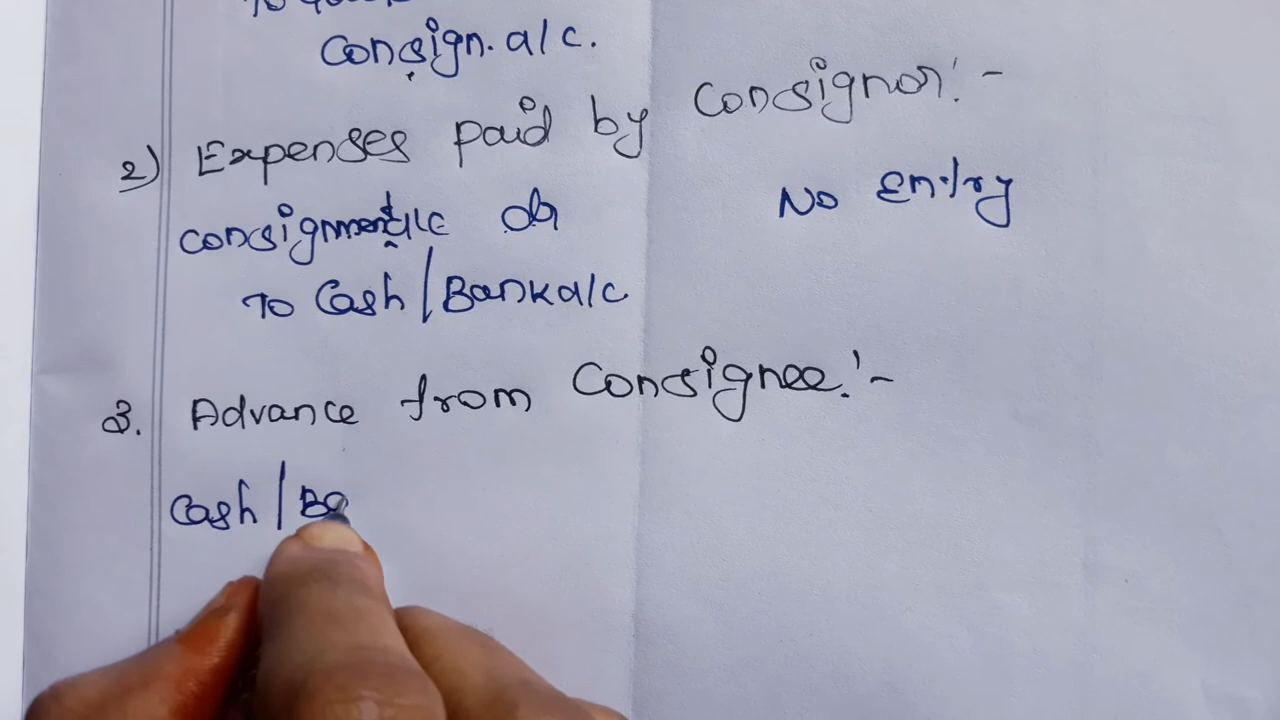 To
Consign. a/c.
2) Expenses paid by Consignor:-
consignment a/c dr
No Entry
To Cash/Bank a/c
3. Advance from Consignee:-
Cash/Ba